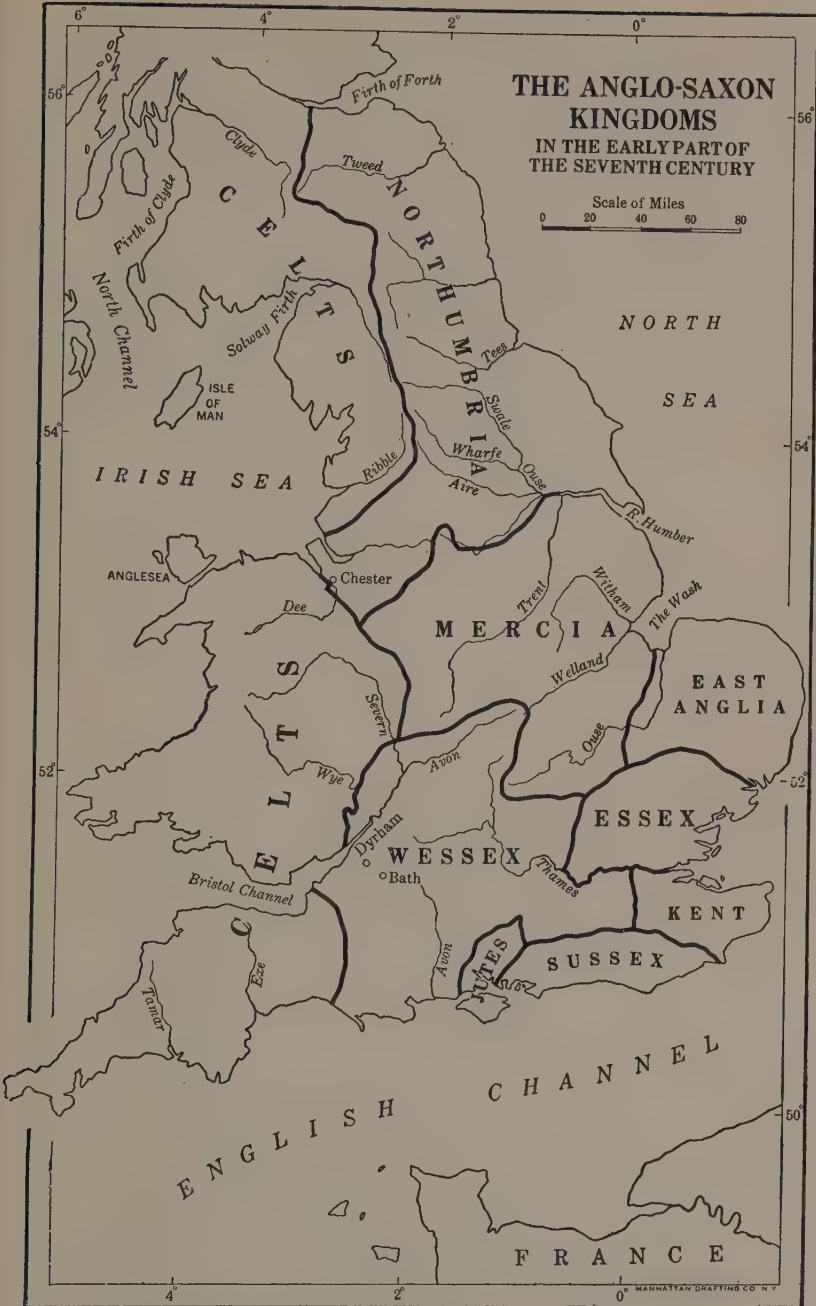 6°
4°
2°
0°
THE ANGLO-SAXON
KINGDOMS
IN THE EARLY PART OF
THE SEVENTH CENTURY
Scale of Miles
0 20 40 60 80
56°
56°
Firth of Forth
Clyde
Tweed
Firth of Clyde
CELTS
NORTHUMBRIA
North Channel
Solway Firth
NORTH
SEA
Tees
ISLE
OF
MAN
Swale
54°
54°
Ribble
Wharfe
Ouse
Aire
IRISH SEA
R. Humber
ANGLESEA
Chester
Dee
Trent
Witham
The Wash
MERCIA
Welland
EAST
ANGLIA
CELTS
Severn
Ouse
52°
52°
Wye
Avon
ESSEX
Dyrham
WESSEX
Bath
Thames
Bristol Channel
KENT
JUTES
SUSSEX
Avon
Exe
Tamar
ENGLISH CHANNEL
50°
FRANCE
4°
2°
0°
MANHATTAN DRAFTING CO N Y